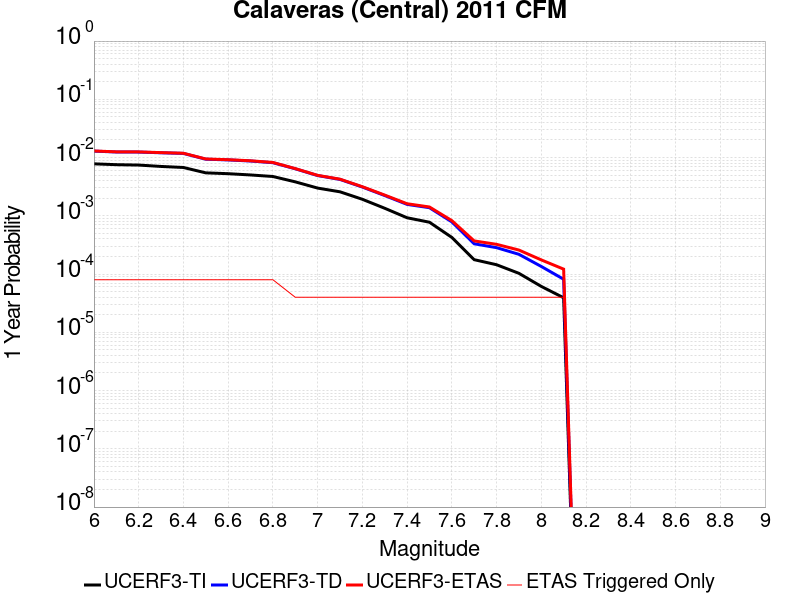 Calaveras (Central) 2011 CFM
10^0
10^-1
10^-2
10^-3
10^-4
10^-5
10^-6
10^-7
10^-8
1 Year Probability
6 6.2 6.4 6.6 6.8 7 7.2 7.4 7.6 7.8 8 8.2 8.4 8.6 8.8 9
Magnitude
UCERF3-TI UCERF3-TD UCERF3-ETAS ETAS Triggered Only